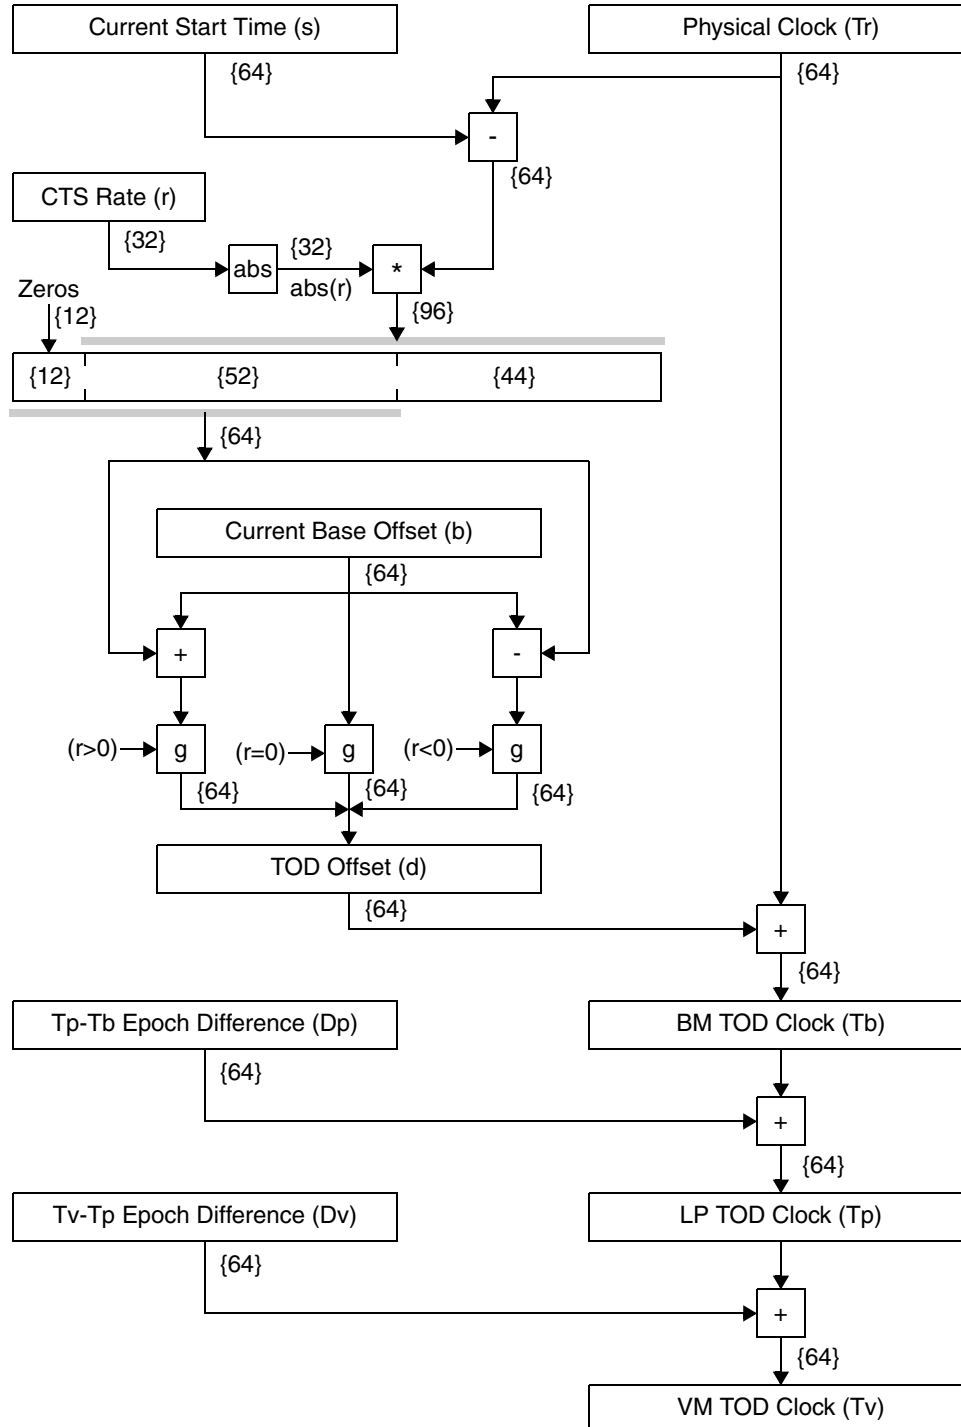 Current Start Time (s)
Physical Clock (Tr)
{64}
{64}
-
{64}
CTS Rate (r)
{32}
{32}
abs
*
abs(r)
Zeros
{12}
{96}
{12}
{52}
{44}
{64}
Current Base Offset (b)
{64}
+
-
(r>0)
g
(r=0)
g
(r<0)
g
{64}
{64}
{64}
TOD Offset (d)
{64}
+
{64}
Tp-Tb Epoch Difference (Dp)
BM TOD Clock (Tb)
{64}
+
{64}
Tv-Tp Epoch Difference (Dv)
LP TOD Clock (Tp)
{64}
+
{64}
VM TOD Clock (Tv)